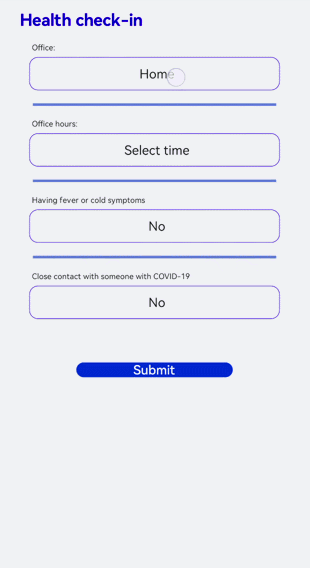 Health check-in
Office:
Home
Office hours:
Select time
Having fever or cold symptoms
No
Close contact with someone with COVID-19
No
Submit